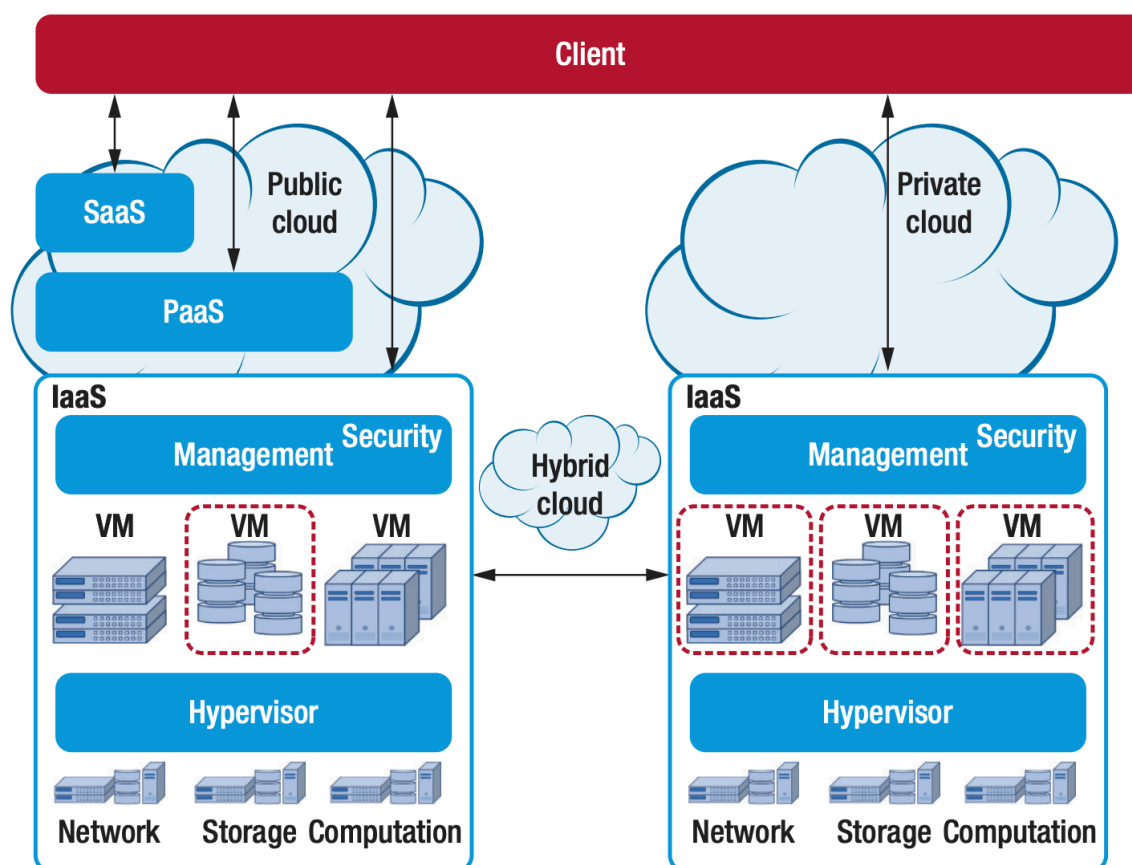 Client
Public
cloud
SaaS
PaaS
Private
cloud
IaaS
Management
Security
VM
VM
VM
Hypervisor
Network
Storage
Computation
Hybrid
cloud
IaaS
Management
Security
VM
VM
VM
Hypervisor
Network
Storage
Computation